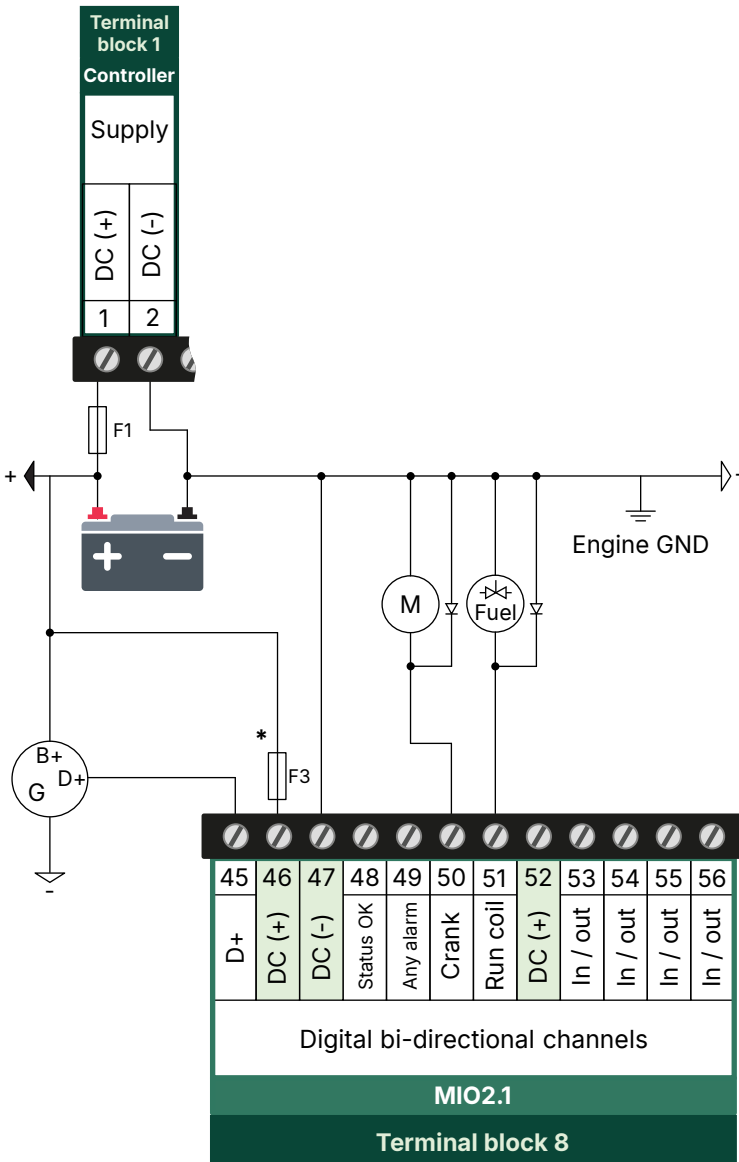 Terminal
block 1
Controller
Supply
DC (+)
DC (-)
1
2
F1
+
-
+
−
Engine GND
M
Fuel
*
F3
B+
D+
G
-
45
46
47
48
49
50
51
52
53
54
55
56
D+
DC (+)
DC (-)
Status OK
Any alarm
Crank
Run coil
DC (+)
In / out
In / out
In / out
In / out
Digital bi-directional channels
MIO2.1
Terminal block 8